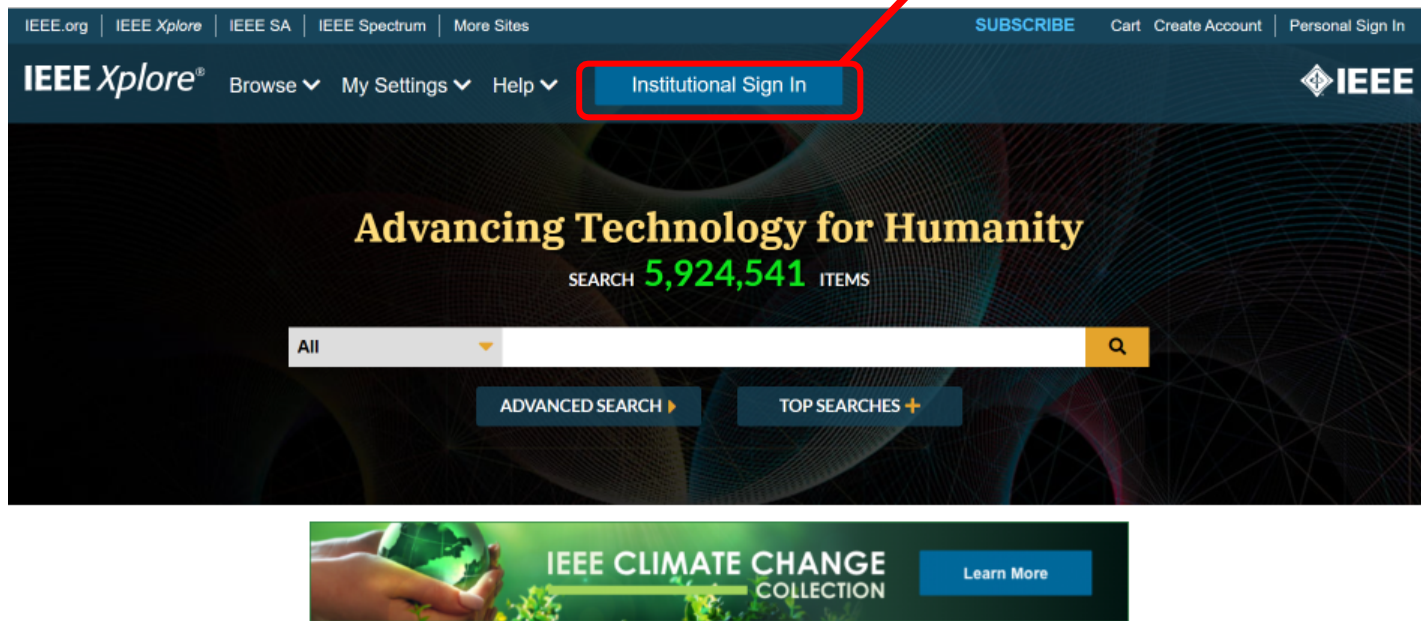 IEEE.org IEEE Xplore IEEE SA IEEE Spectrum More Sites SUBSCRIBE Cart Create Account Personal Sign In
IEEE Xplore® Browse My Settings Help Institutional Sign In IEEE
Advancing Technology for Humanity
SEARCH 5,924,541 ITEMS
All
ADVANCED SEARCH TOP SEARCHES
IEEE CLIMATE CHANGE
COLLECTION
Learn More